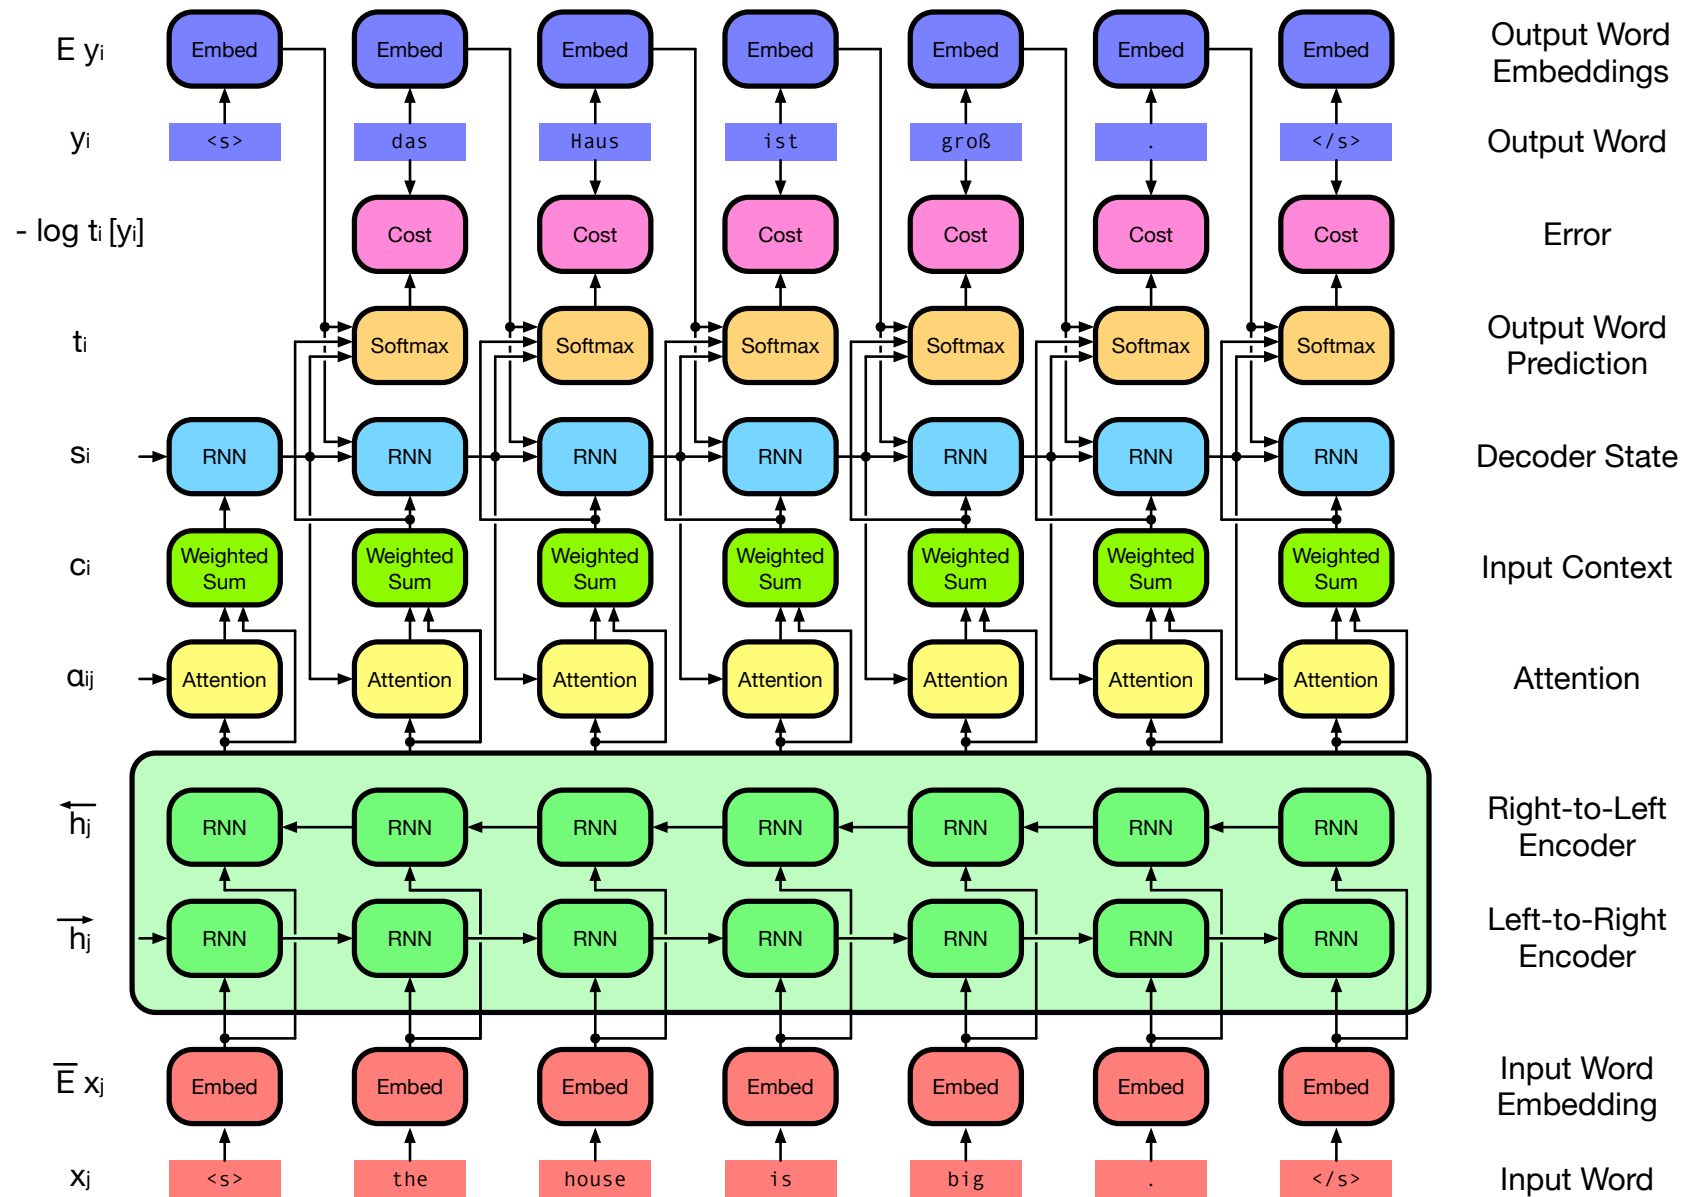 E yi Embed Embed Embed Embed Embed Embed Embed Output Word
Embeddings
yi <s> das Haus ist groß . </s> Output Word
- log ti [yi] Cost Cost Cost Cost Cost Cost Error
ti Softmax Softmax Softmax Softmax Softmax Softmax Output Word
Prediction
si RNN RNN RNN RNN RNN RNN RNN Decoder State
ci Weighted Sum Weighted Sum Weighted Sum Weighted Sum Weighted Sum Weighted Sum Weighted Sum Input Context
αij Attention Attention Attention Attention Attention Attention Attention Attention
hj RNN RNN RNN RNN RNN RNN RNN Right-to-Left
Encoder
hj RNN RNN RNN RNN RNN RNN RNN Left-to-Right
Encoder
E xj Embed Embed Embed Embed Embed Embed Embed Input Word
Embedding
xj <s> the house is big . </s> Input Word